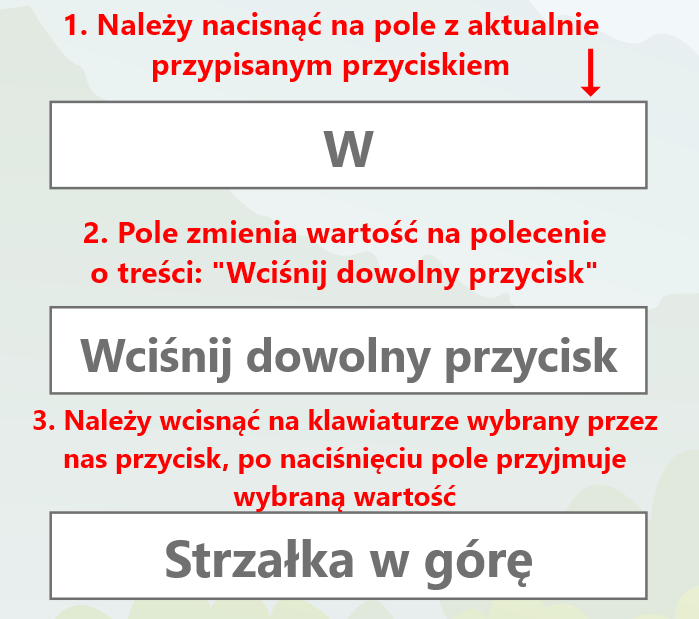 1. Należy nacisnąć na pole z aktualnie
przypisanym przyciskiem
W
2. Pole zmienia wartość na polecenie
o treści: "Wciśnij dowolny przycisk"
Wciśnij dowolny przycisk
3. Należy wcisnąć na klawiaturze wybrany przez
nas przycisk, po naciśnięciu pole przyjmuje
wybraną wartość
Strzałka w górę